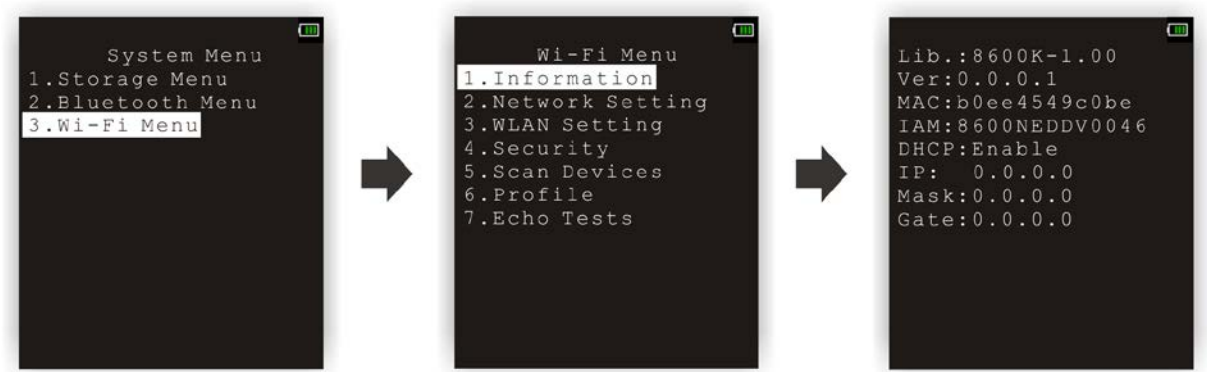 System Menu
1.Storage Menu
2.Bluetooth Menu
3.Wi-Fi Menu
Wi-Fi Menu
1.Information
2.Network Setting
3.WLAN Setting
4.Security
5.Scan Devices
6.Profile
7.Echo Tests
Lib.:8600K-1.00
Ver:0.0.0.1
MAC:b0ee4549c0be
IAM:8600NEDDV0046
DHCP:Enable
IP:  0.0.0.0
Mask:0.0.0.0
Gate:0.0.0.0